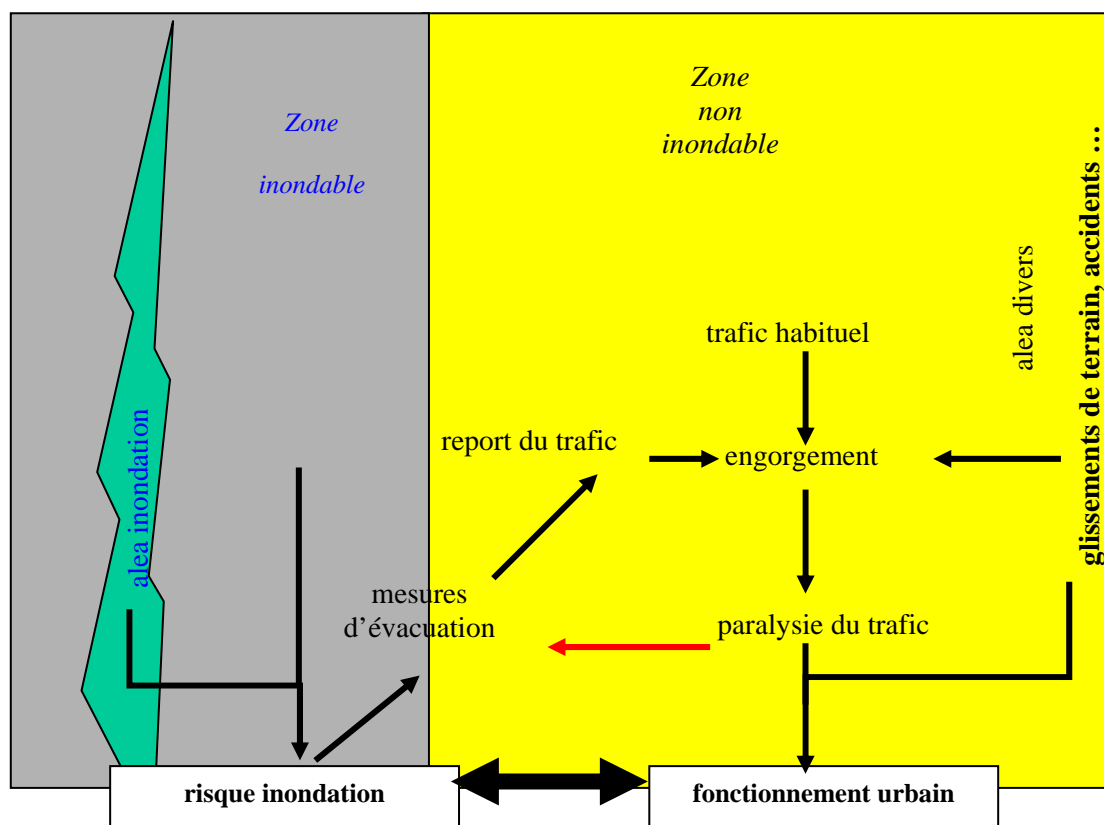 Zone
inondable
Zone
non
inondable
alea divers
glissements de terrain, accidents ...
trafic habituel
report du trafic
engorgement
alea inondation
mesures
d’évacuation
paralysie du trafic
risque inondation
fonctionnement urbain